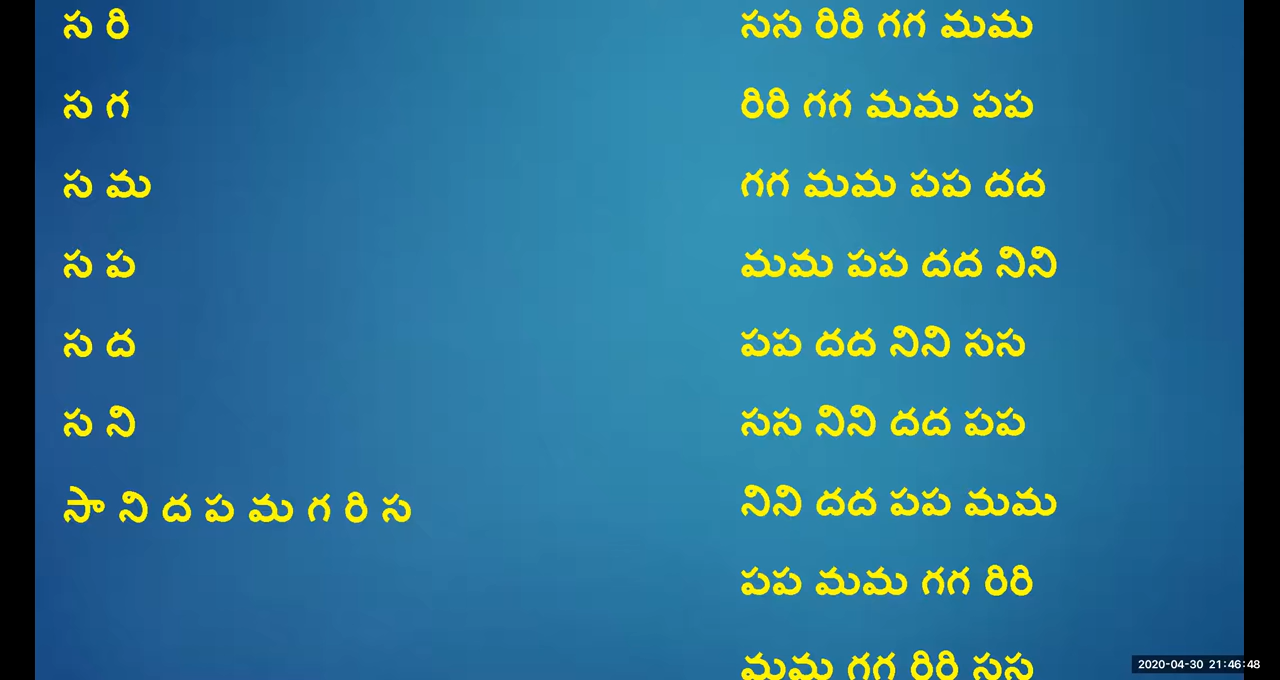 స రి
స గ
స మ
స ప
స ద
స ని
సా ని ద ప మ గ రి స
సస రిరి గగ మమ
రిరి గగ మమ పప
గగ మమ పప దద
మమ పప దద నిని
పప దద నిని సస
సస నిని దద పప
నిని దద పప మమ
పప మమ గగ రిరి
మమ గగ రిరి సస
2020-04-30 21:46:48